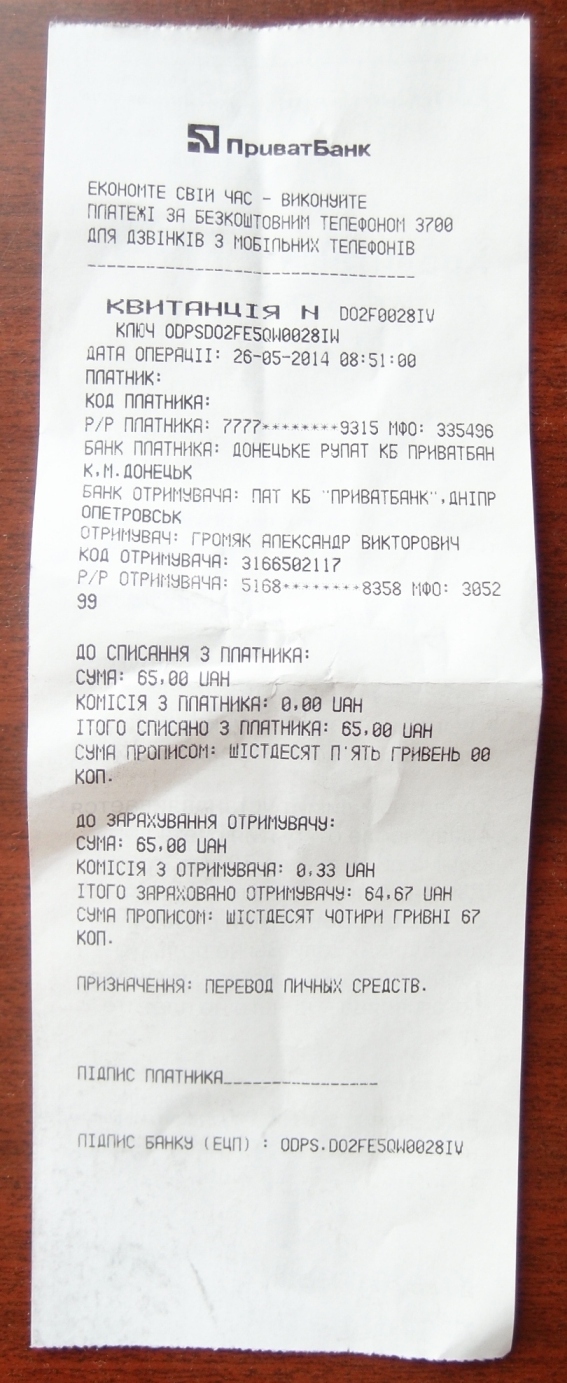 ПриватБанк
ЕКОНОМТЕ СВІЙ ЧАС - ВИКОНУЙТЕ
ПЛАТЕЖІ ЗА БЕЗКОШТОВНИМ ТЕЛЕФОНОМ 3700
ДЛЯ ДЗВІНКІВ З МОБІЛЬНИХ ТЕЛЕФОНІВ
----------------------------------
КВИТАНЦІЯ N DO2F0028IV
КЛЮЧ ODPSDO2FE5QW0028IW
ДАТА ОПЕРАЦІІ: 26-05-2014 08:51:00
ПЛАТНИК:
КОД ПЛАТНИКА:
Р/Р ПЛАТНИКА: 7777********9315 МФО: 335496
БАНК ПЛАТНИКА: ДОНЕЦЬКЕ РУПАТ КБ ПРИВАТБАН
К,М.ДОНЕЦЬК
БАНК ОТРИМУВАЧА: ПАТ КБ "ПРИВАТБАНК",ДНІПР
ОПЕТРОВСЬК
ОТРИМУВАЧ: ГРОМЯК АЛЕКСАНДР ВИКТОРОВИЧ
КОД ОТРИМУВАЧА: 3166502117
Р/Р ОТРИМУВАЧА: 5168********8358 МФО: 3052
99
ДО СПИСАННЯ З ПЛАТНИКА:
СУМА: 65,00 UAH
КОМІСІЯ З ПЛАТНИКА: 0,00 UAH
ІТОГО СПИСАНО З ПЛАТНИКА: 65,00 UAH
СУМА ПРОПИСОМ: ШІСТДЕСЯТ П'ЯТЬ ГРИВЕНЬ 00
КОП.
ДО ЗАРАХУВАННЯ ОТРИМУВАЧУ:
СУМА: 65,00 UAH
КОМІСІЯ З ОТРИМУВАЧА: 0,33 UAH
ІТОГО ЗАРАХОВАНО ОТРИМУВАЧУ: 64,67 UAH
СУМА ПРОПИСОМ: ШІСТДЕСЯТ ЧОТИРИ ГРИВНІ 67
КОП.
ПРИЗНАЧЕННЯ: ПЕРЕВОД ЛИЧНЫХ СРЕДСТВ.
ПІДПИС ПЛАТНИКА________________
ПІДПИС БАНКУ (ЕЦП) : ODPS.DO2FE5QW0028IV